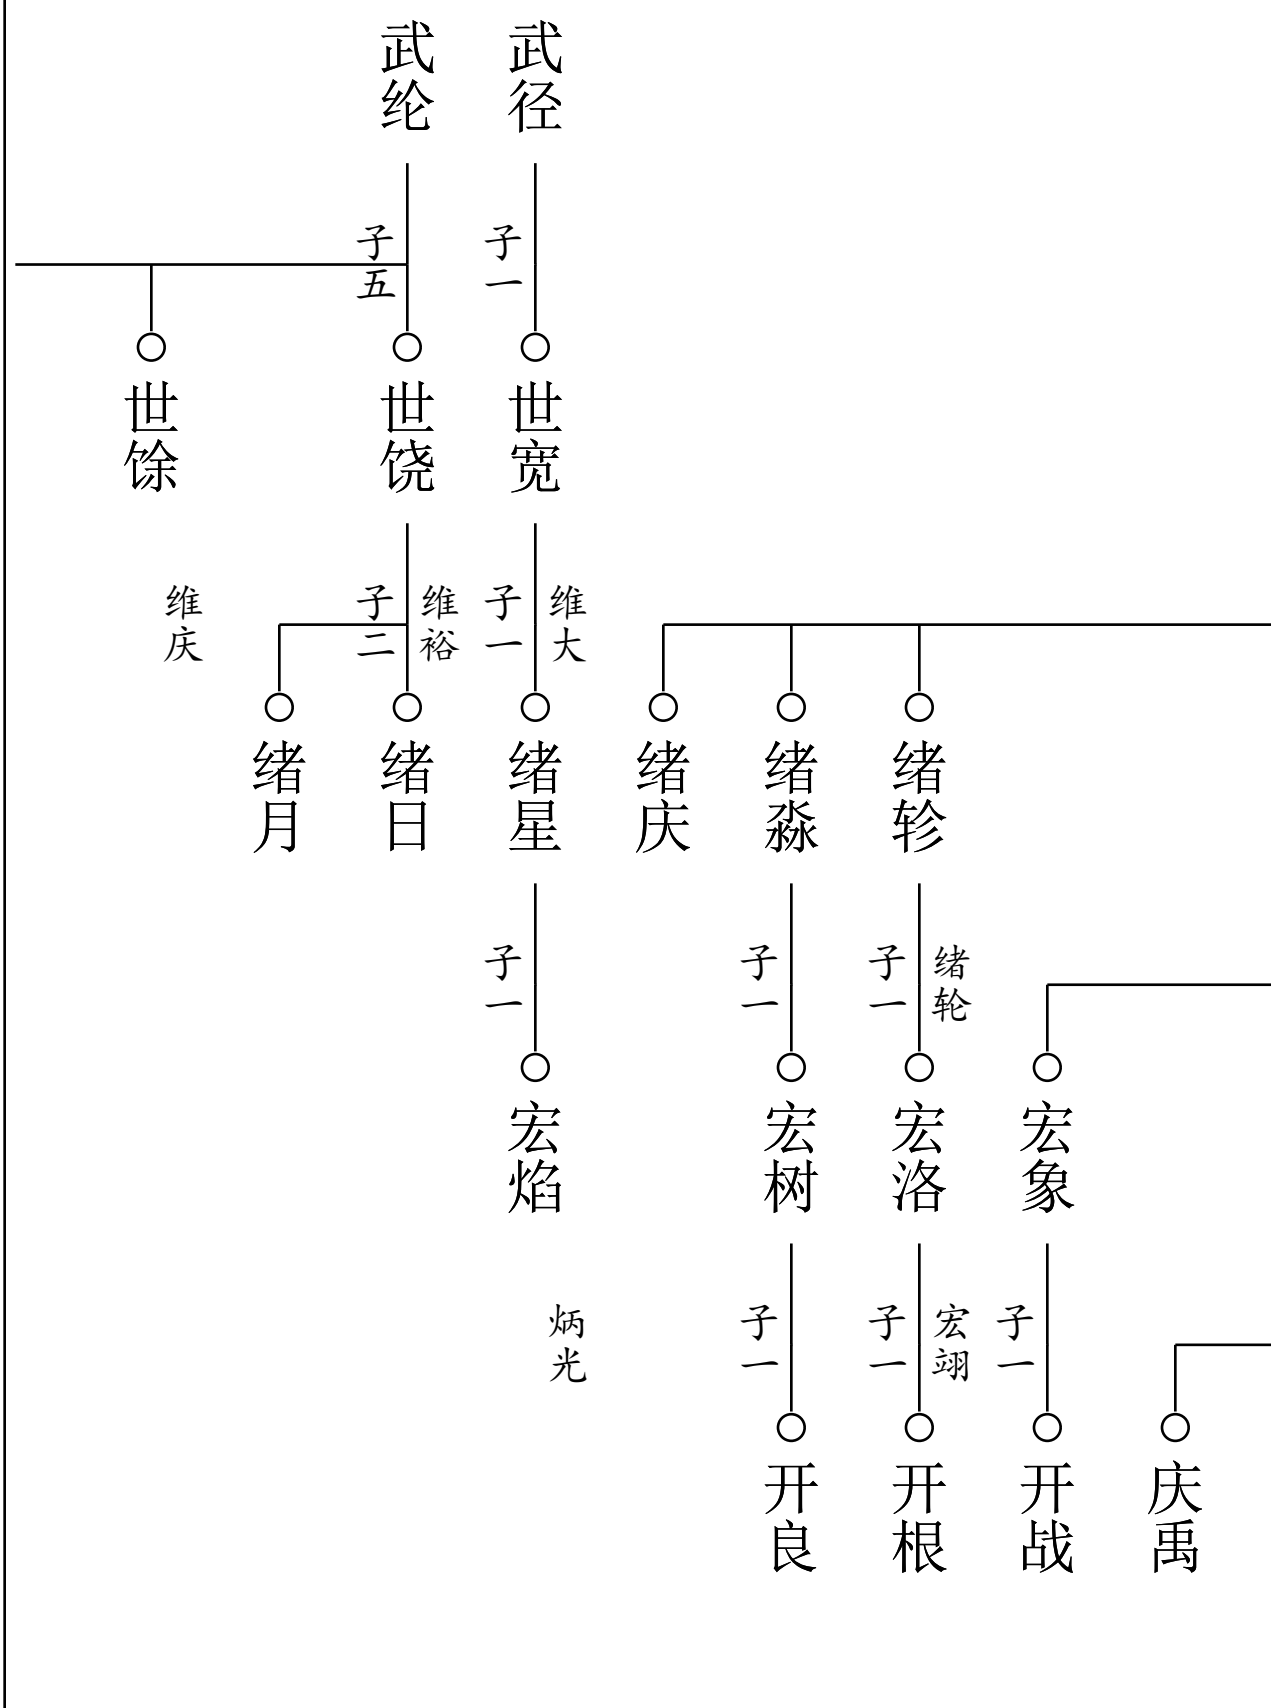 武径
子一
世宽
维大
子一
绪星
子一
宏焰
炳光
武纶
子五
世饶
维裕
子二
绪日
绪月
世馀
维庆
绪轸
绪轮
子一
宏洛
宏翊
子一
开根
绪淼
子一
宏树
子一
开良
绪庆
宏象
子一
开战
庆禹